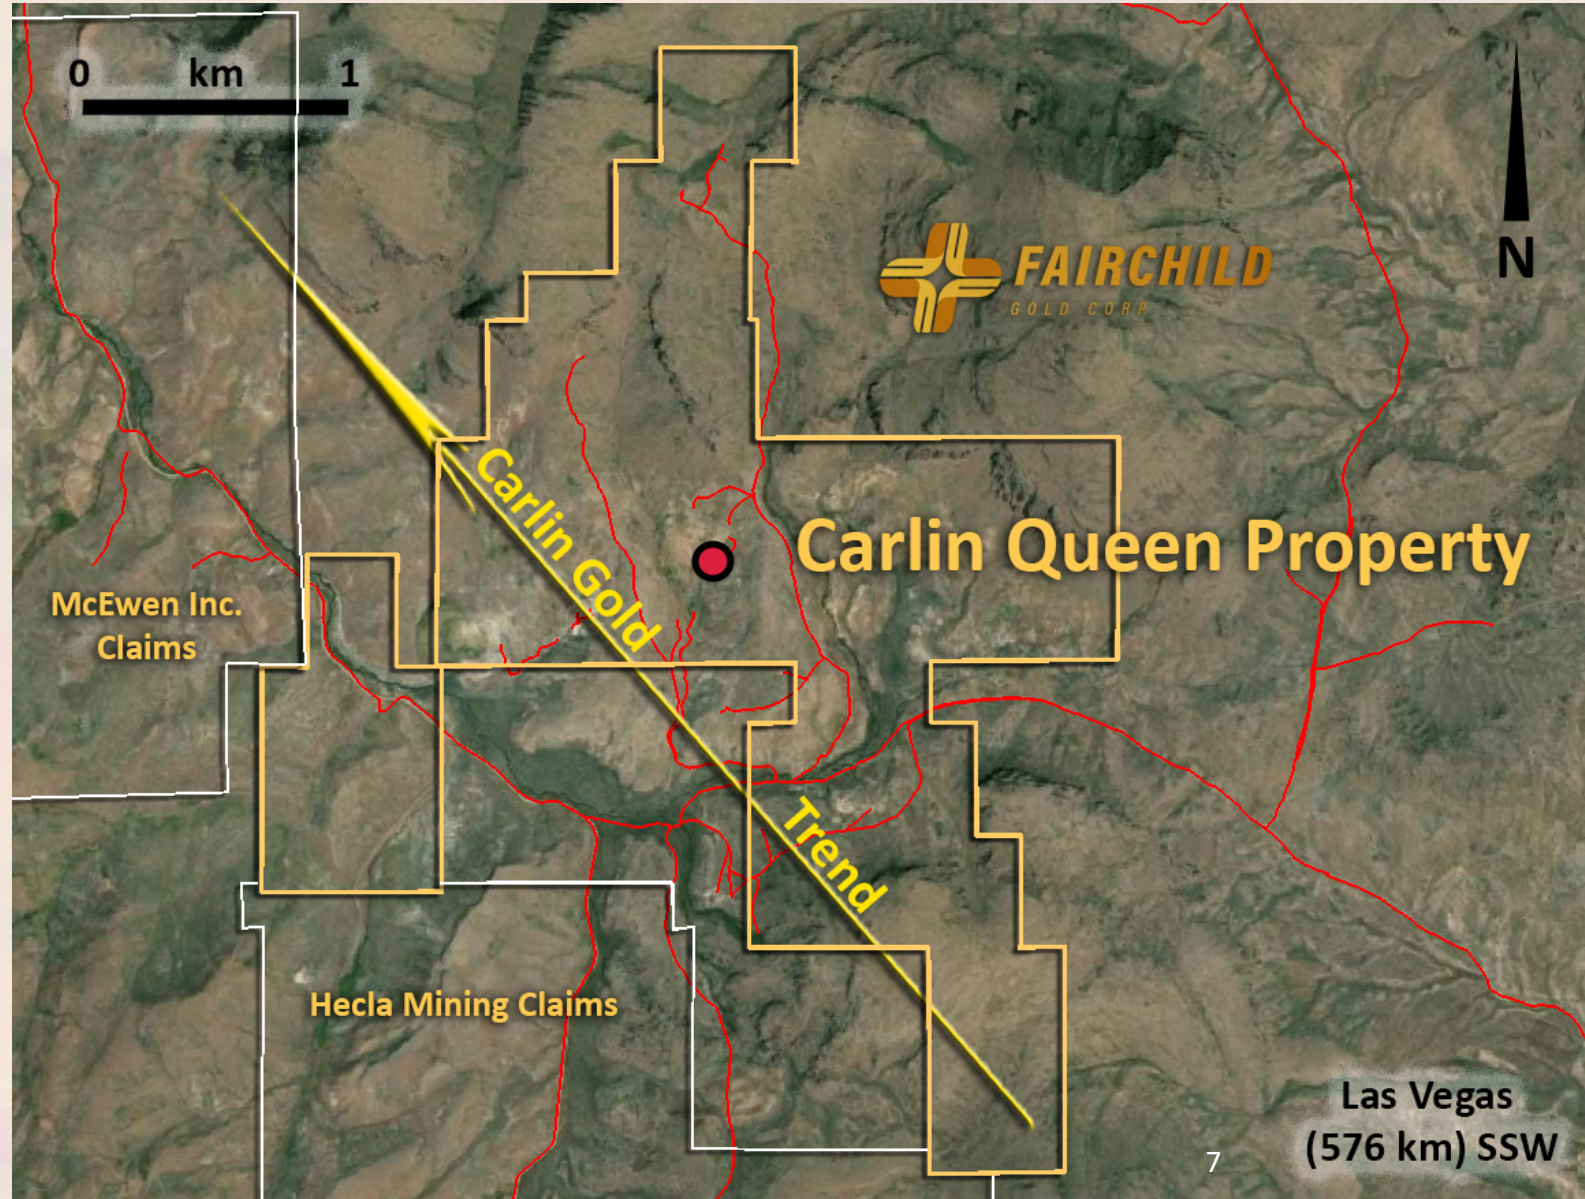 0 km 1
FAIRCHILD
GOLD CORP
N
Carlin Gold
Carlin Queen Property
McEwen Inc.
Claims
Trend
Hecla Mining Claims
Las Vegas
(576 km) SSW
7